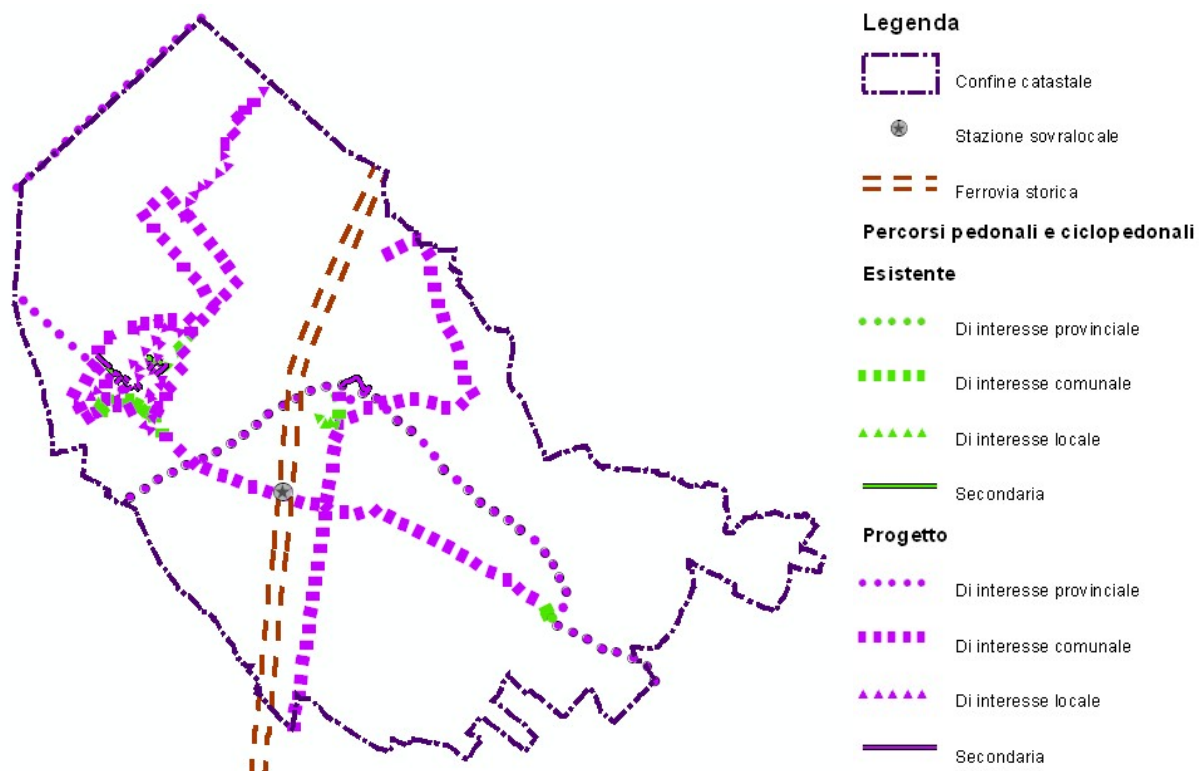 Legenda
Confine catastale
Stazione sovralocale
Ferrovia storica
Percorsi pedonali e ciclopedonali
Esistente
Di interesse provinciale
Di interesse comunale
Di interesse locale
Secondaria
Progetto
Di interesse provinciale
Di interesse comunale
Di interesse locale
Secondaria